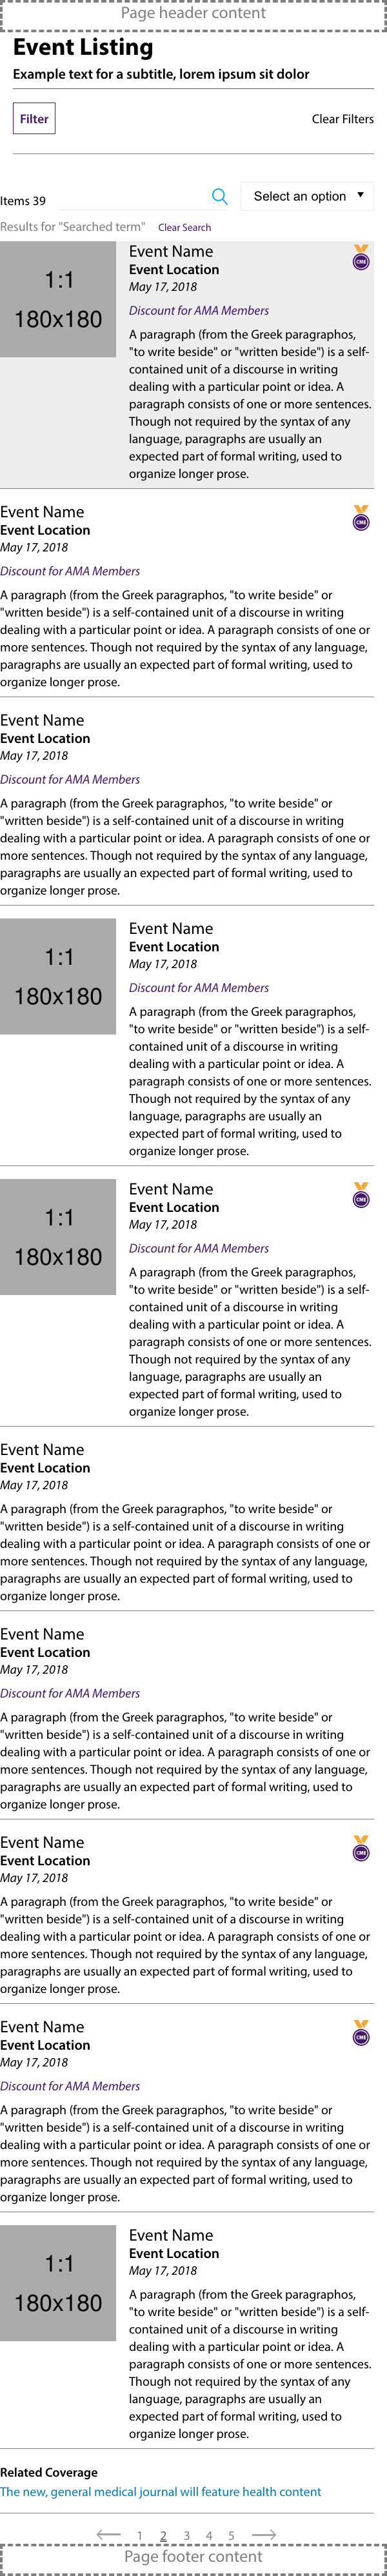 Page header content
Event Listing
Example text for a subtitle, lorem ipsum sit dolor
Filter
Clear Filters
Items 39
Select an option
Results for "Searched term" Clear Search
1:1
180x180
Event Name
CME
Event Location
May 17, 2018
Discount for AMA Members
A paragraph (from the Greek paragraphos,
"to write beside" or "written beside") is a self-
contained unit of a discourse in writing
dealing with a particular point or idea. A
paragraph consists of one or more sentences.
Though not required by the syntax of any
language, paragraphs are usually an
expected part of formal writing, used to
organize longer prose.
Event Name
CME
Event Location
May 17, 2018
Discount for AMA Members
A paragraph (from the Greek paragraphos, "to write beside" or
"written beside") is a self-contained unit of a discourse in writing
dealing with a particular point or idea. A paragraph consists of one or
more sentences. Though not required by the syntax of any language,
paragraphs are usually an expected part of formal writing, used to
organize longer prose.
Event Name
Event Location
May 17, 2018
Discount for AMA Members
A paragraph (from the Greek paragraphos, "to write beside" or
"written beside") is a self-contained unit of a discourse in writing
dealing with a particular point or idea. A paragraph consists of one or
more sentences. Though not required by the syntax of any language,
paragraphs are usually an expected part of formal writing, used to
organize longer prose.
1:1
180x180
Event Name
Event Location
May 17, 2018
Discount for AMA Members
A paragraph (from the Greek paragraphos,
"to write beside" or "written beside") is a self-
contained unit of a discourse in writing
dealing with a particular point or idea. A
paragraph consists of one or more sentences.
Though not required by the syntax of any
language, paragraphs are usually an
expected part of formal writing, used to
organize longer prose.
1:1
180x180
Event Name
CME
Event Location
May 17, 2018
Discount for AMA Members
A paragraph (from the Greek paragraphos,
"to write beside" or "written beside") is a self-
contained unit of a discourse in writing
dealing with a particular point or idea. A
paragraph consists of one or more sentences.
Though not required by the syntax of any
language, paragraphs are usually an
expected part of formal writing, used to
organize longer prose.
Event Name
Event Location
May 17, 2018
A paragraph (from the Greek paragraphos, "to write beside" or
"written beside") is a self-contained unit of a discourse in writing
dealing with a particular point or idea. A paragraph consists of one or
more sentences. Though not required by the syntax of any language,
paragraphs are usually an expected part of formal writing, used to
organize longer prose.
Event Name
Event Location
May 17, 2018
Discount for AMA Members
A paragraph (from the Greek paragraphos, "to write beside" or
"written beside") is a self-contained unit of a discourse in writing
dealing with a particular point or idea. A paragraph consists of one or
more sentences. Though not required by the syntax of any language,
paragraphs are usually an expected part of formal writing, used to
organize longer prose.
Event Name
CME
Event Location
May 17, 2018
A paragraph (from the Greek paragraphos, "to write beside" or
"written beside") is a self-contained unit of a discourse in writing
dealing with a particular point or idea. A paragraph consists of one or
more sentences. Though not required by the syntax of any language,
paragraphs are usually an expected part of formal writing, used to
organize longer prose.
Event Name
CME
Event Location
May 17, 2018
Discount for AMA Members
A paragraph (from the Greek paragraphos, "to write beside" or
"written beside") is a self-contained unit of a discourse in writing
dealing with a particular point or idea. A paragraph consists of one or
more sentences. Though not required by the syntax of any language,
paragraphs are usually an expected part of formal writing, used to
organize longer prose.
1:1
180x180
Event Name
Event Location
May 17, 2018
A paragraph (from the Greek paragraphos,
"to write beside" or "written beside") is a self-
contained unit of a discourse in writing
dealing with a particular point or idea. A
paragraph consists of one or more sentences.
Though not required by the syntax of any
language, paragraphs are usually an
expected part of formal writing, used to
organize longer prose.
Related Coverage
The new, general medical journal will feature health content
1 2 3 4 5
Page footer content